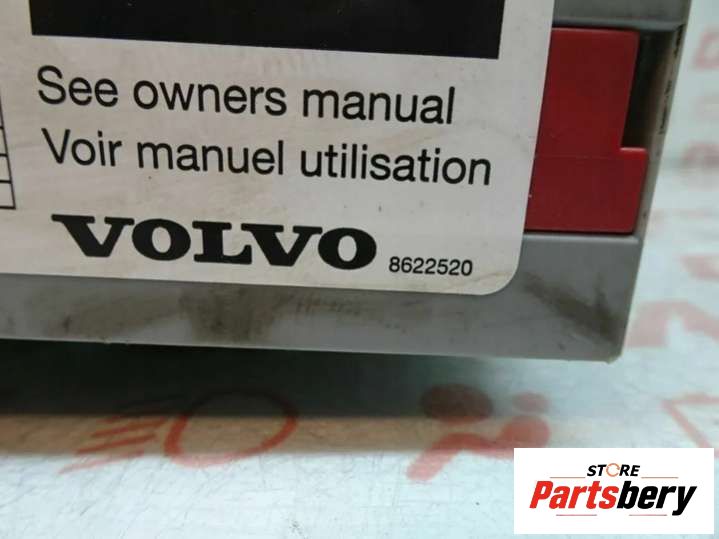 See owners manual
Voir manuel utilisation
VOLVO 8622520
STORE
Partsbery